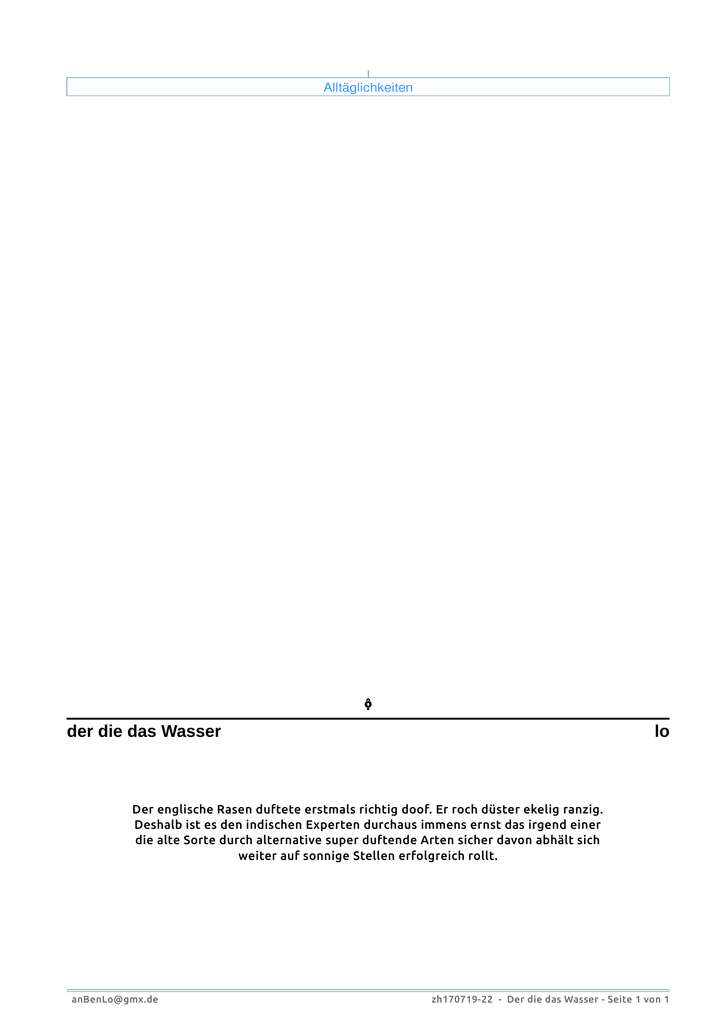 Alltäglichkeiten
der die das Wasser lo
Der englische Rasen duftete erstmals richtig doof. Er roch düster ekelig ranzig.
Deshalb ist es den indischen Experten durchaus immens ernst das irgend einer
die alte Sorte durch alternative super duftende Arten sicher davon abhält sich
weiter auf sonnige Stellen erfolgreich rollt.
anBenLo@gmx.de zh170719-22 - Der die das Wasser - Seite 1 von 1